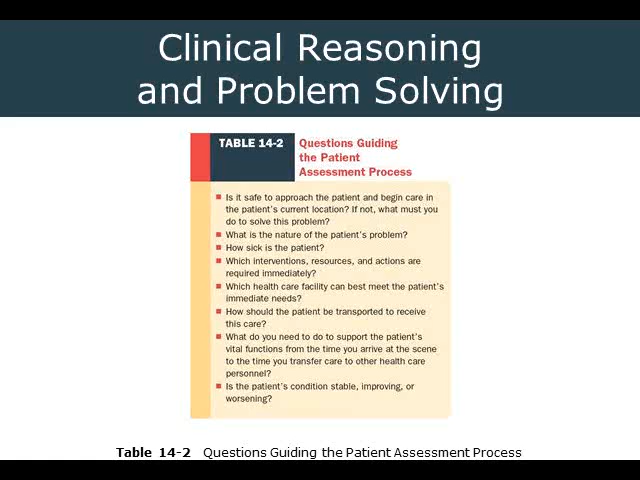 Clinical Reasoning
and Problem Solving
TABLE 14-2
Questions Guiding
the Patient
Assessment Process
Is it safe to approach the patient and begin care in
the patient's current location? If not, what must you
do to solve this problem?
What is the nature of the patient's problem?
How sick is the patient?
Which interventions, resources, and actions are
required immediately?
Which health care facility can best meet the patient's
immediate needs?
How should the patient be transported to receive
this care?
What do you need to do to support the patient's
vital functions from the time you arrive at the scene
to the time you transfer care to other health care
personnel?
Is the patient's condition stable, improving, or
worsening?
Table 14-2 Questions Guiding the Patient Assessment Process